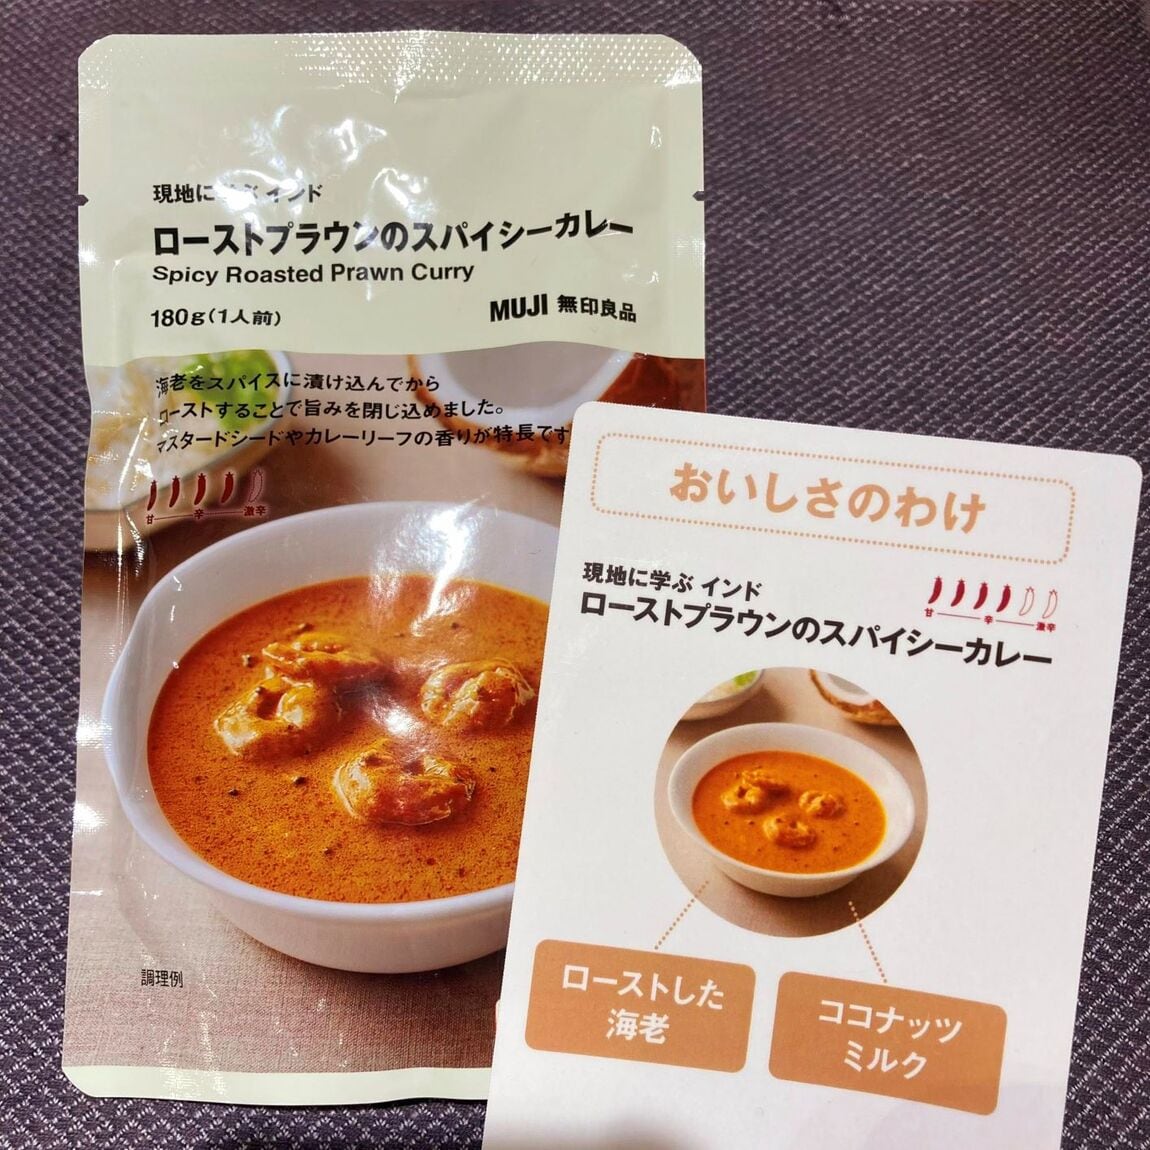 現地に学ぶ インド
ローストプラウンのスパイシーカレー
Spicy Roasted Prawn Curry
180g(1人前)
MUJI 無印良品
海老をスパイスに漬け込んでから
ローストすることで旨みを閉じ込めました。
マスタードシードやカレーリーフの香りが特長です
甘 辛 激辛
調理例
おいしさのわけ
現地に学ぶ インド
ローストプラウンのスパイシーカレー
甘 辛 激辛
ローストした
海老
ココナッツ
ミルク